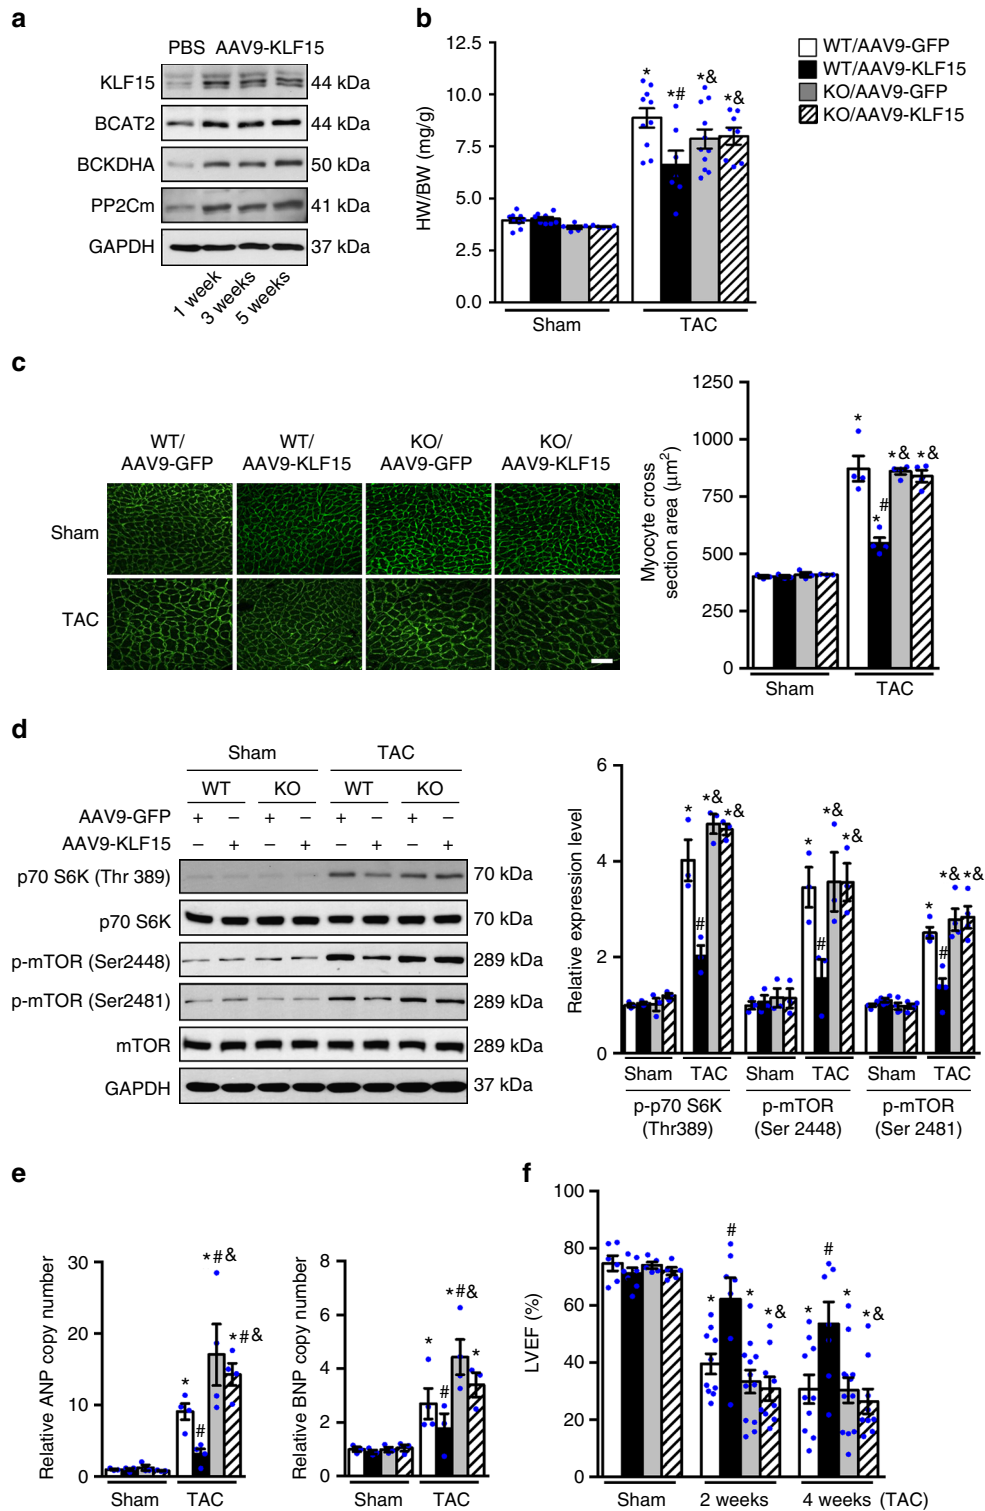 a
PBS AAV9-KLF15
KLF15 44 kDa
BCAT2 44 kDa
BCKDHA 50 kDa
PP2Cm 41 kDa
GAPDH 37 kDa
1 week
3 weeks
5 weeks
b
12.5
10.0
7.5
5.0
2.5
0.0
HW/BW (mg/g)
* *# *& *&
Sham TAC
WT/AAV9-GFP
WT/AAV9-KLF15
KO/AAV9-GFP
KO/AAV9-KLF15
c
WT/ WT/ KO/ KO/
AAV9-GFP AAV9-KLF15 AAV9-GFP AAV9-KLF15
Sham
TAC
1250
1000
750
500
250
0
Myocyte cross
section area (µm²)
* *# *& *&
Sham TAC
d
Sham TAC
WT KO WT KO
AAV9-GFP + − + − + − + −
AAV9-KLF15 − + − + − + − +
p70 S6K (Thr 389) 70 kDa
p70 S6K 70 kDa
p-mTOR (Ser2448) 289 kDa
p-mTOR (Ser2481) 289 kDa
mTOR 289 kDa
GAPDH 37 kDa
6
4
2
0
Relative expression level
* # *& *& * # *& *& * # *& *&
Sham TAC Sham TAC Sham TAC
p-p70 S6K p-mTOR p-mTOR
(Thr389) (Ser 2448) (Ser 2481)
e
30
20
10
0
Relative ANP copy number
* # *#& *#&
Sham TAC
8
6
4
2
0
Relative BNP copy number
* # *#& *
Sham TAC
f
100
80
60
40
20
0
LVEF (%)
* # * *& * # * *&
Sham 2 weeks 4 weeks (TAC)